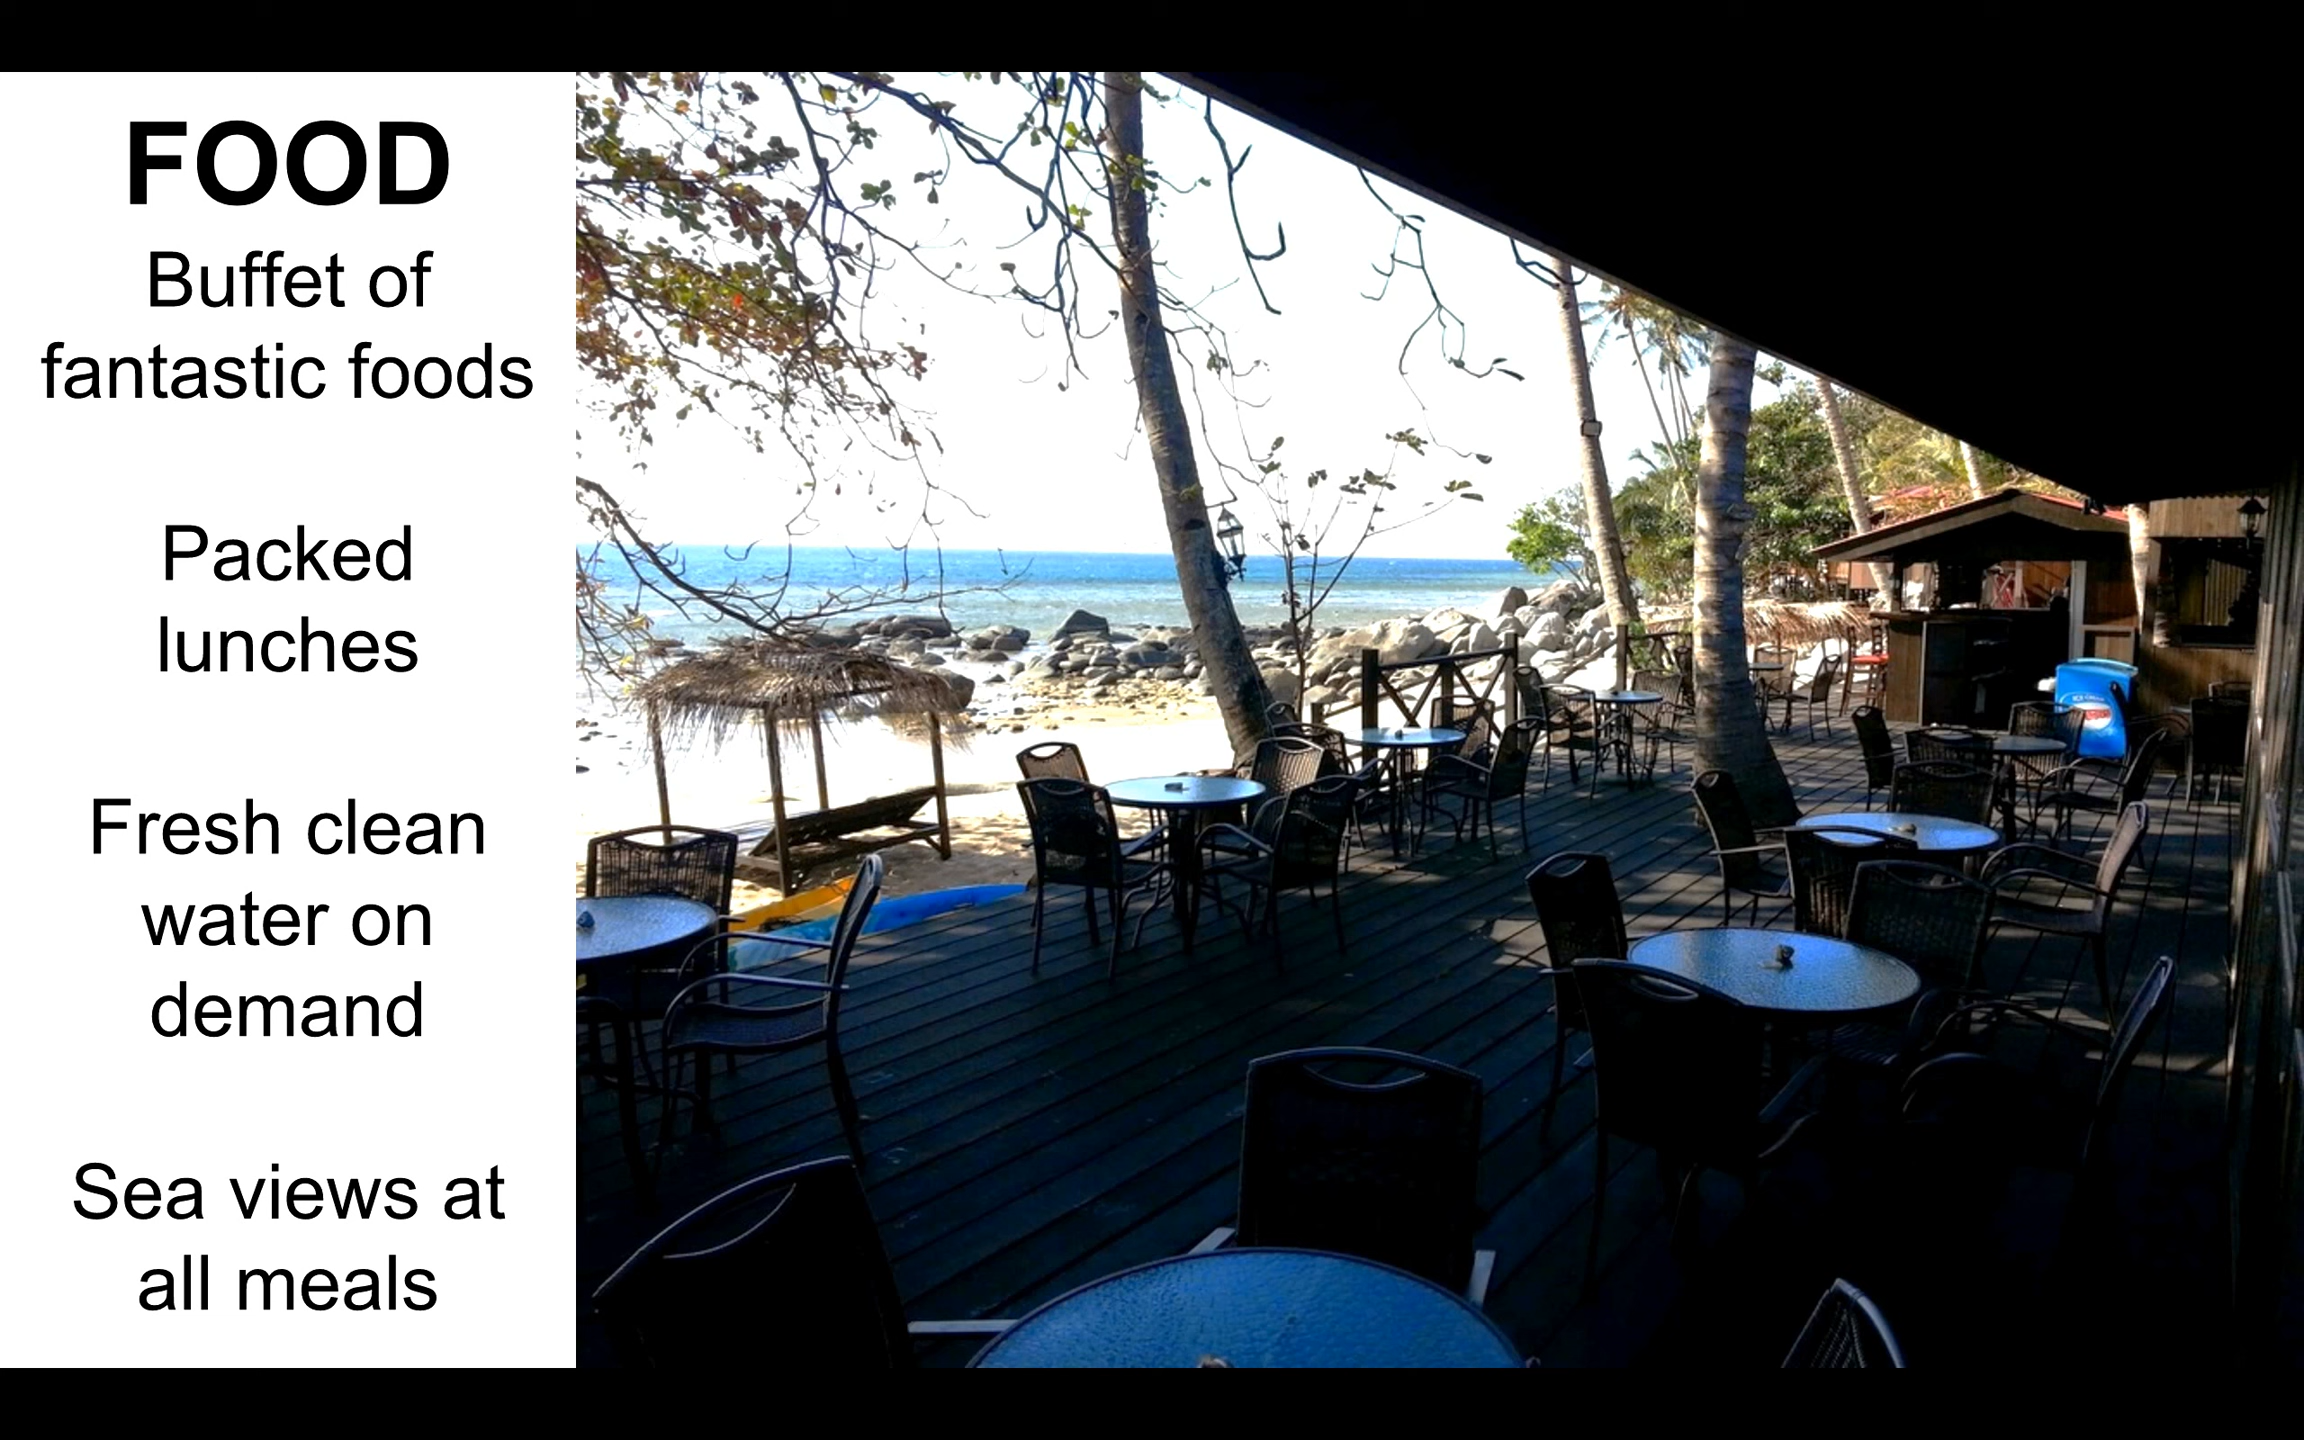 FOOD
Buffet of
fantastic foods
Packed
lunches
Fresh clean
water on
demand
Sea views at
all meals